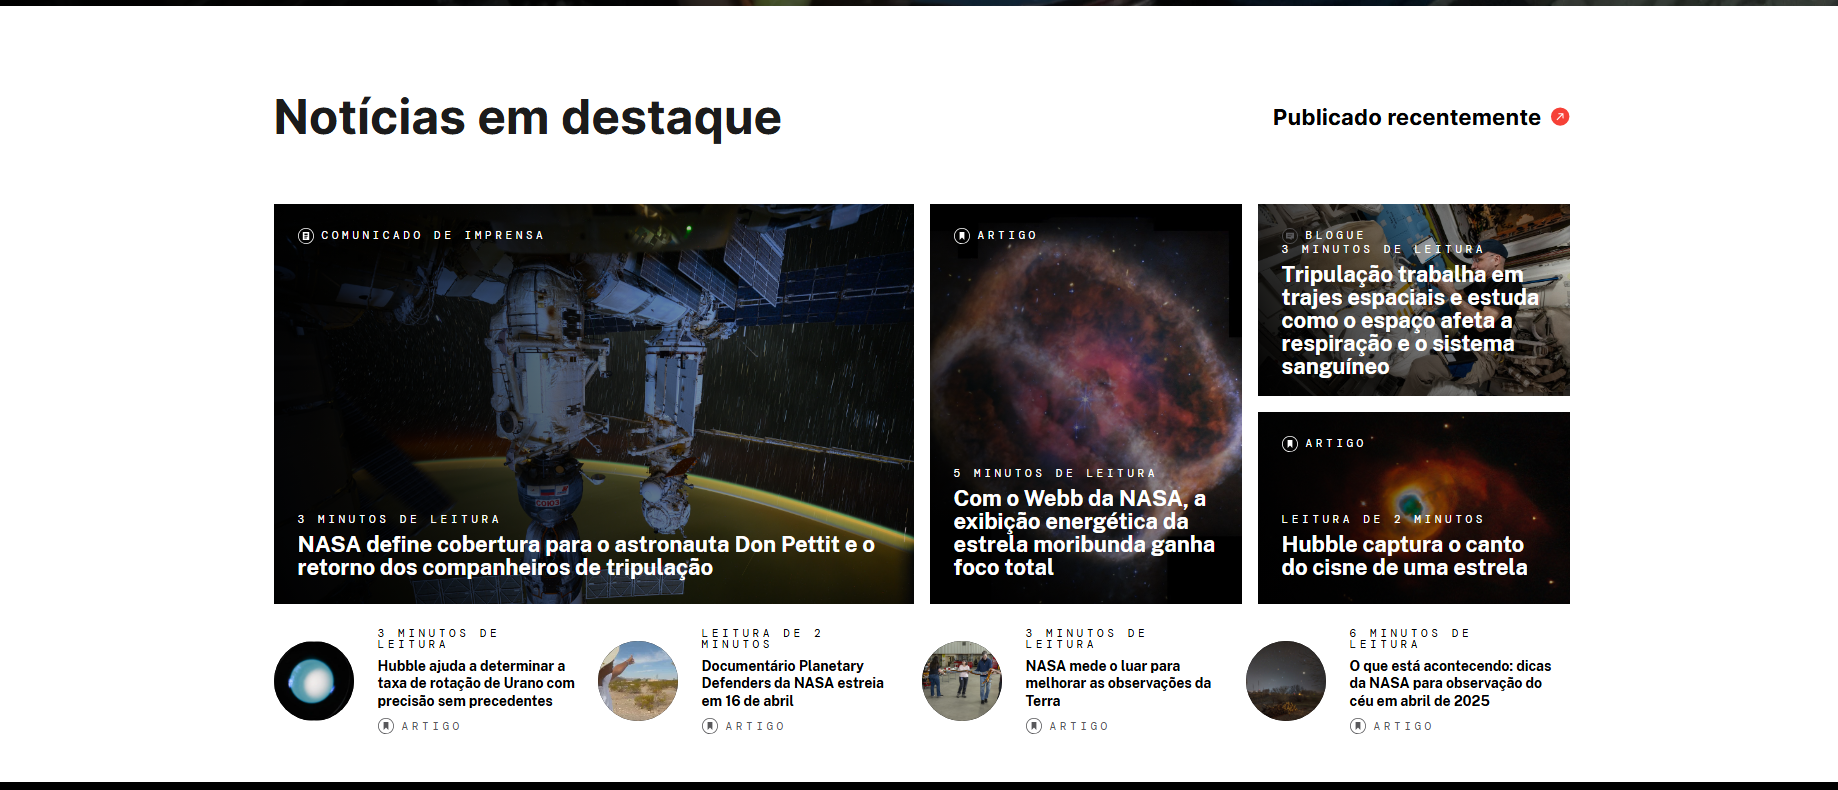 Notícias em destaque
Publicado recentemente
COMUNICADO DE IMPRENSA
3 MINUTOS DE LEITURA
NASA define cobertura para o astronauta Don Pettit e o
retorno dos companheiros de tripulação
ARTIGO
5 MINUTOS DE LEITURA
Com o Webb da NASA, a
exibição energética da
estrela moribunda ganha
foco total
BLOGUE
3 MINUTOS DE LEITURA
Tripulação trabalha em
trajes espaciais e estuda
como o espaço afeta a
respiração e o sistema
sanguíneo
ARTIGO
LEITURA DE 2 MINUTOS
Hubble captura o canto
do cisne de uma estrela
3 MINUTOS DE
LEITURA
Hubble ajuda a determinar a
taxa de rotação de Urano com
precisão sem precedentes
ARTIGO
LEITURA DE 2
MINUTOS
Documentário Planetary
Defenders da NASA estreia
em 16 de abril
ARTIGO
3 MINUTOS DE
LEITURA
NASA mede o luar para
melhorar as observações da
Terra
ARTIGO
6 MINUTOS DE
LEITURA
O que está acontecendo: dicas
da NASA para observação do
céu em abril de 2025
ARTIGO